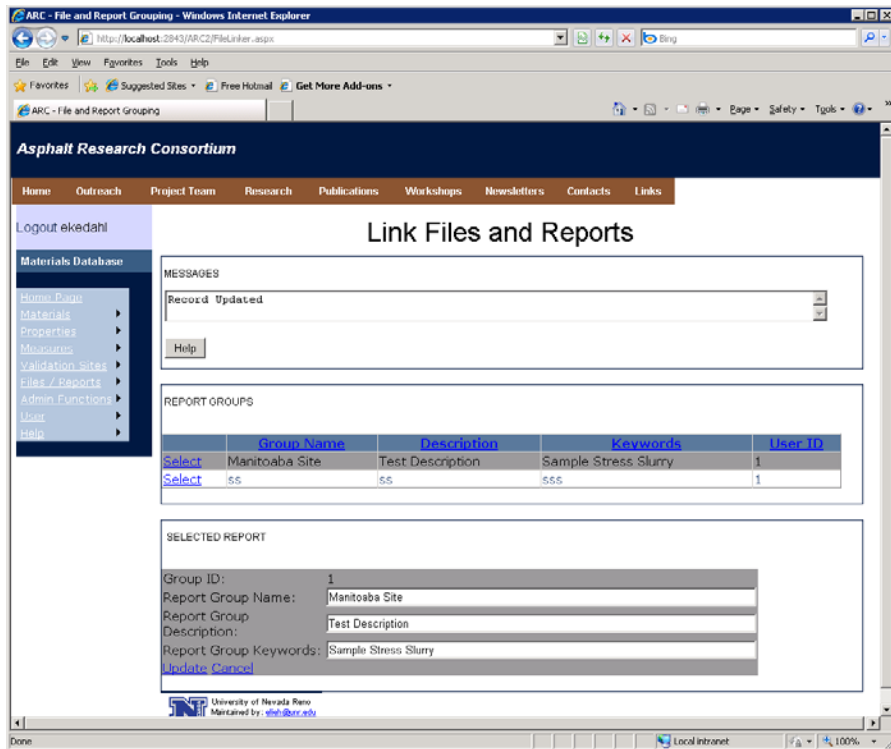 ARC - File and Report Grouping - Windows Internet Explorer
http://localhost:2843/ARC2/FileLinker.aspx
Bing
File Edit View Favorites Tools Help
Favorites Suggested Sites Free Hotmail Get More Add-ons
ARC - File and Report Grouping
Page Safety Tools
Asphalt Research Consortium
Home Outreach Project Team Research Publications Workshops Newsletters Contacts Links
Logout ekedahl
Link Files and Reports
Materials Database
Home Page
Materials
Properties
Measures
Validation Sites
Files / Reports
Admin Functions
User
Help
MESSAGES
Record Updated
Help
REPORT GROUPS
Group Name Description Keywords User ID
Select Manitoaba Site Test Description Sample Stress Slurry 1
Select ss ss sss 1
SELECTED REPORT
Group ID: 1
Report Group Name: Manitoaba Site
Report Group
Description: Test Description
Report Group Keywords: Sample Stress Slurry
Update Cancel
University of Nevada Reno
Maintained by:
Done
Local intranet
100%